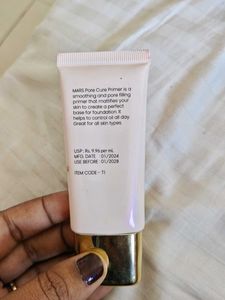 MARS Pore Cure Primer is a
smoothing and pore filling
primer that mattifies your
skin to create a perfect
base for foundation. It
helps to control oil all day
Great for all skin types.
USP: Rs. 9.96 per mL
MFG. DATE : 01/2024
USE BEFORE : 01/2028
ITEM CODE - T1